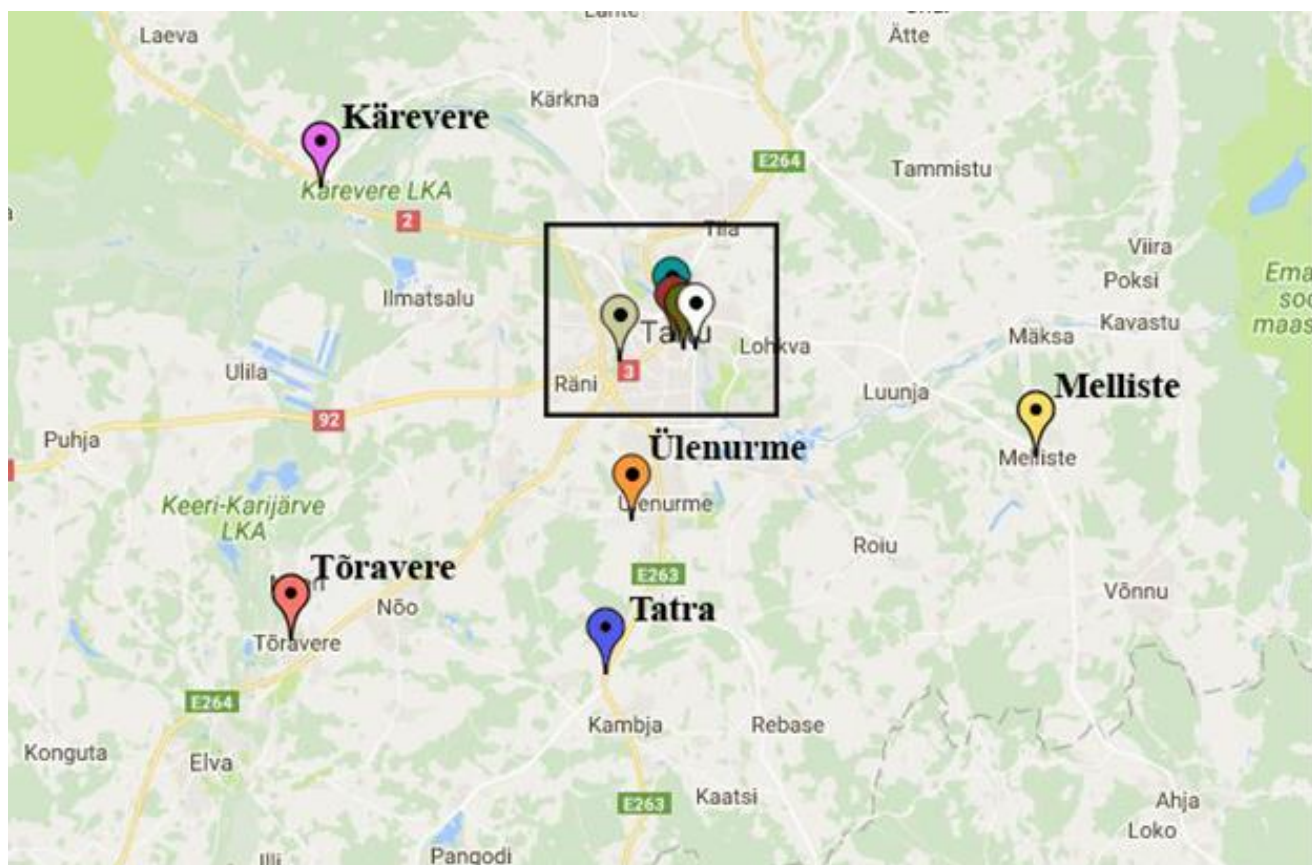 Laeva
Ätte
Kärkna
Kärevere
E264
Tammistu
Kärevere LKA
2
Tila
Viira
Poksi
Ilmatsalu
Kavastu
Mäksa
Lohkva
3
Ulila
Räni
Luunja
Melliste
92
Puhja
Ülenurme
Melliste
Keeri-Karijärve
LKA
Ülenurme
Roiu
Tõravere
E263
Võnnu
Nõo
Tatra
Tõravere
E264
Kambja
Rebase
Konguta
Elva
Kaatsi
E263
Ahja
Loko
Pangodi